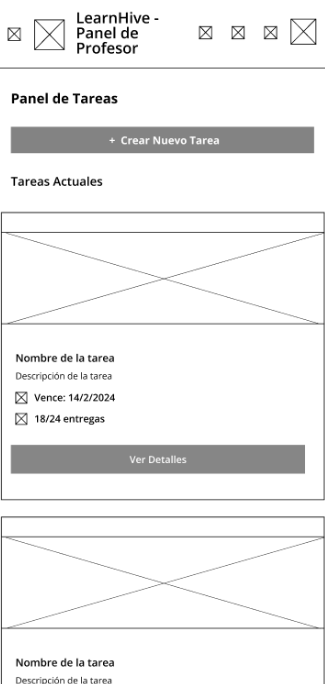 LearnHive -
Panel de
Profesor
Panel de Tareas
+ Crear Nuevo Tarea
Tareas Actuales
Nombre de la tarea
Descripción de la tarea
Vence: 14/2/2024
18/24 entregas
Ver Detalles
Nombre de la tarea
Descripción de la tarea